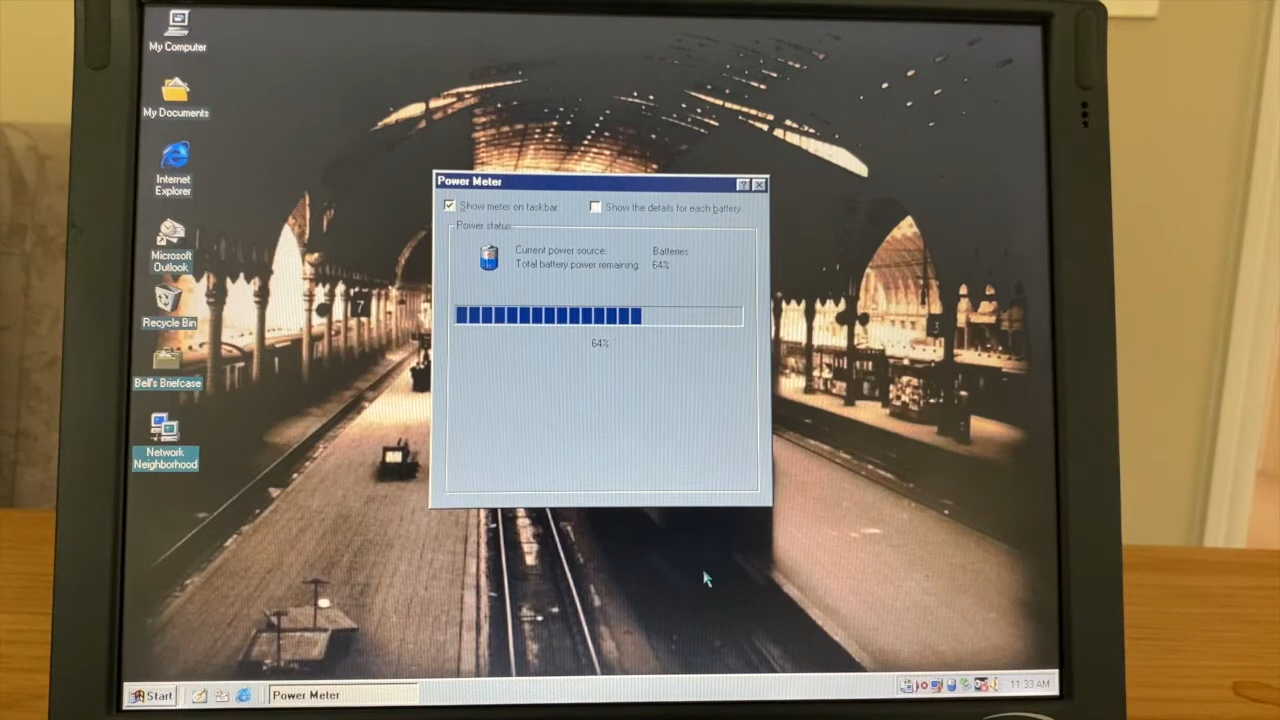 My Computer
My Documents
Internet
Explorer
Microsoft
Outlook
Recycle Bin
Bell's Briefcase
Network
Neighborhood
7
3
Power Meter
Show meter on taskbar
Show the details for each battery.
Power status
Current power source: Batteries
Total battery power remaining: 64%
64%
Start
Power Meter
11:33 AM